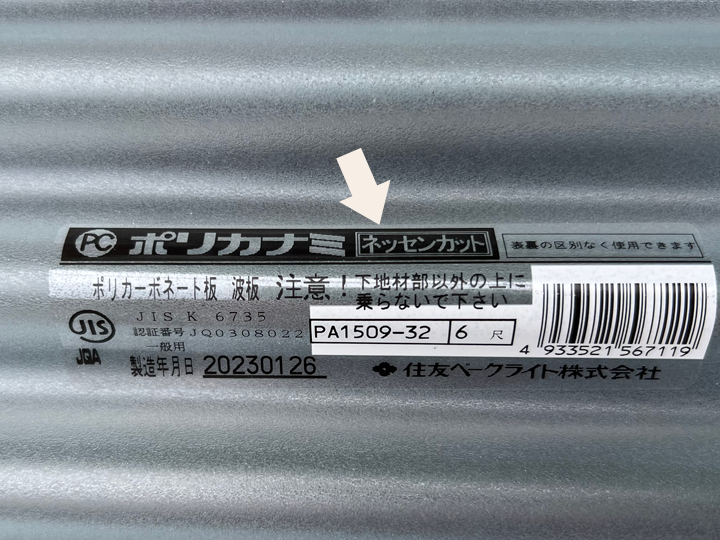 PC ポリカナミ ネッセンカット 表裏の区別なく使用できます
ポリカーボネート板 波板 注意！下地材部以外の上に
乗らないで下さい
JIS JIS K 6735
認証番号 JQ0308022
一般用
JQA
PA1509-32 6 尺
4 933521 567119
製造年月日 20230126 住友ベークライト株式会社